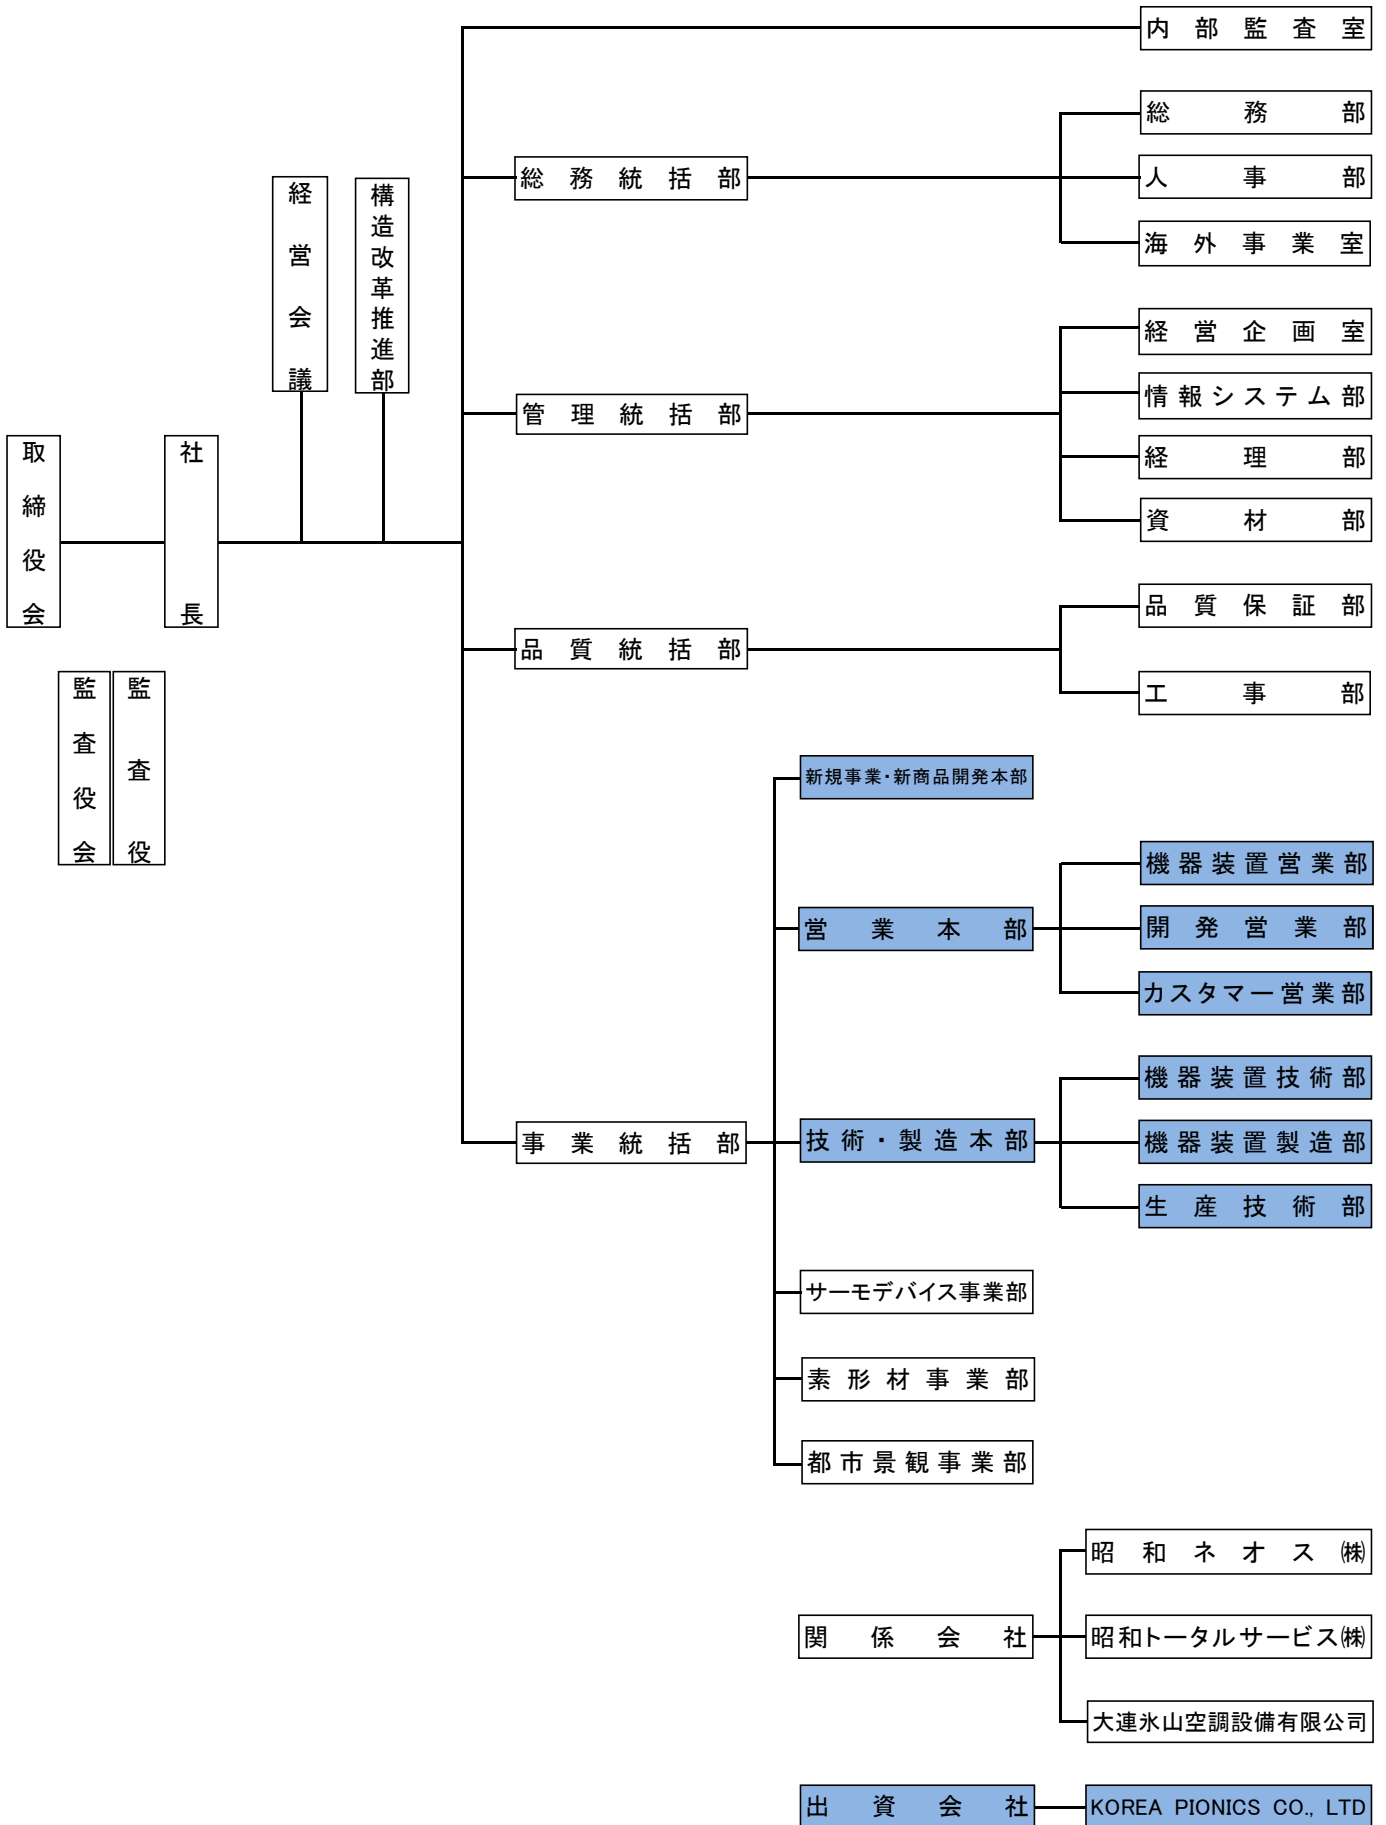 内部監査室
総務部
総務統括部
人事部
海外事業室
経営会議
構造改革推進部
経営企画室
情報システム部
管理統括部
経理部
資材部
取締役会
社長
品質保証部
品質統括部
工事部
監査役会
監査役
新規事業・新商品開発本部
機器装置営業部
営業本部
開発営業部
カスタマー営業部
機器装置技術部
事業統括部
技術・製造本部
機器装置製造部
生産技術部
サーモデバイス事業部
素形材事業部
都市景観事業部
昭和ネオス㈱
関係会社
昭和トータルサービス㈱
大連氷山空調設備有限公司
出資会社
KOREA PIONICS CO., LTD